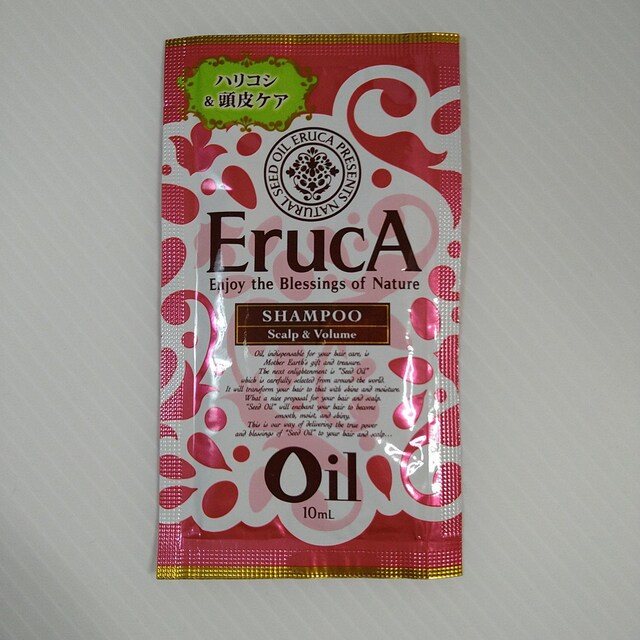 ハリコシ
&頭皮ケア
NATURAL SEED OIL ERUCA PRESENTS
ErucA
Enjoy the Blessings of Nature
SHAMPOO
Scalp & Volume
Oil, indispensable for your hair care, is
Mother Earth's gift and treasure.
The next enlightenment is "Seed Oil"
which is carefully selected from around the world.
It will transform your hair to that with shine and moisture.
What a nice proposal for your hair and scalp.
"Seed Oil" will enchant your hair to become
smooth, moist, and shiny.
This is our way of delivering the true power
and blessings of "Seed Oil" to your hair and scalp...
Oil
10mL